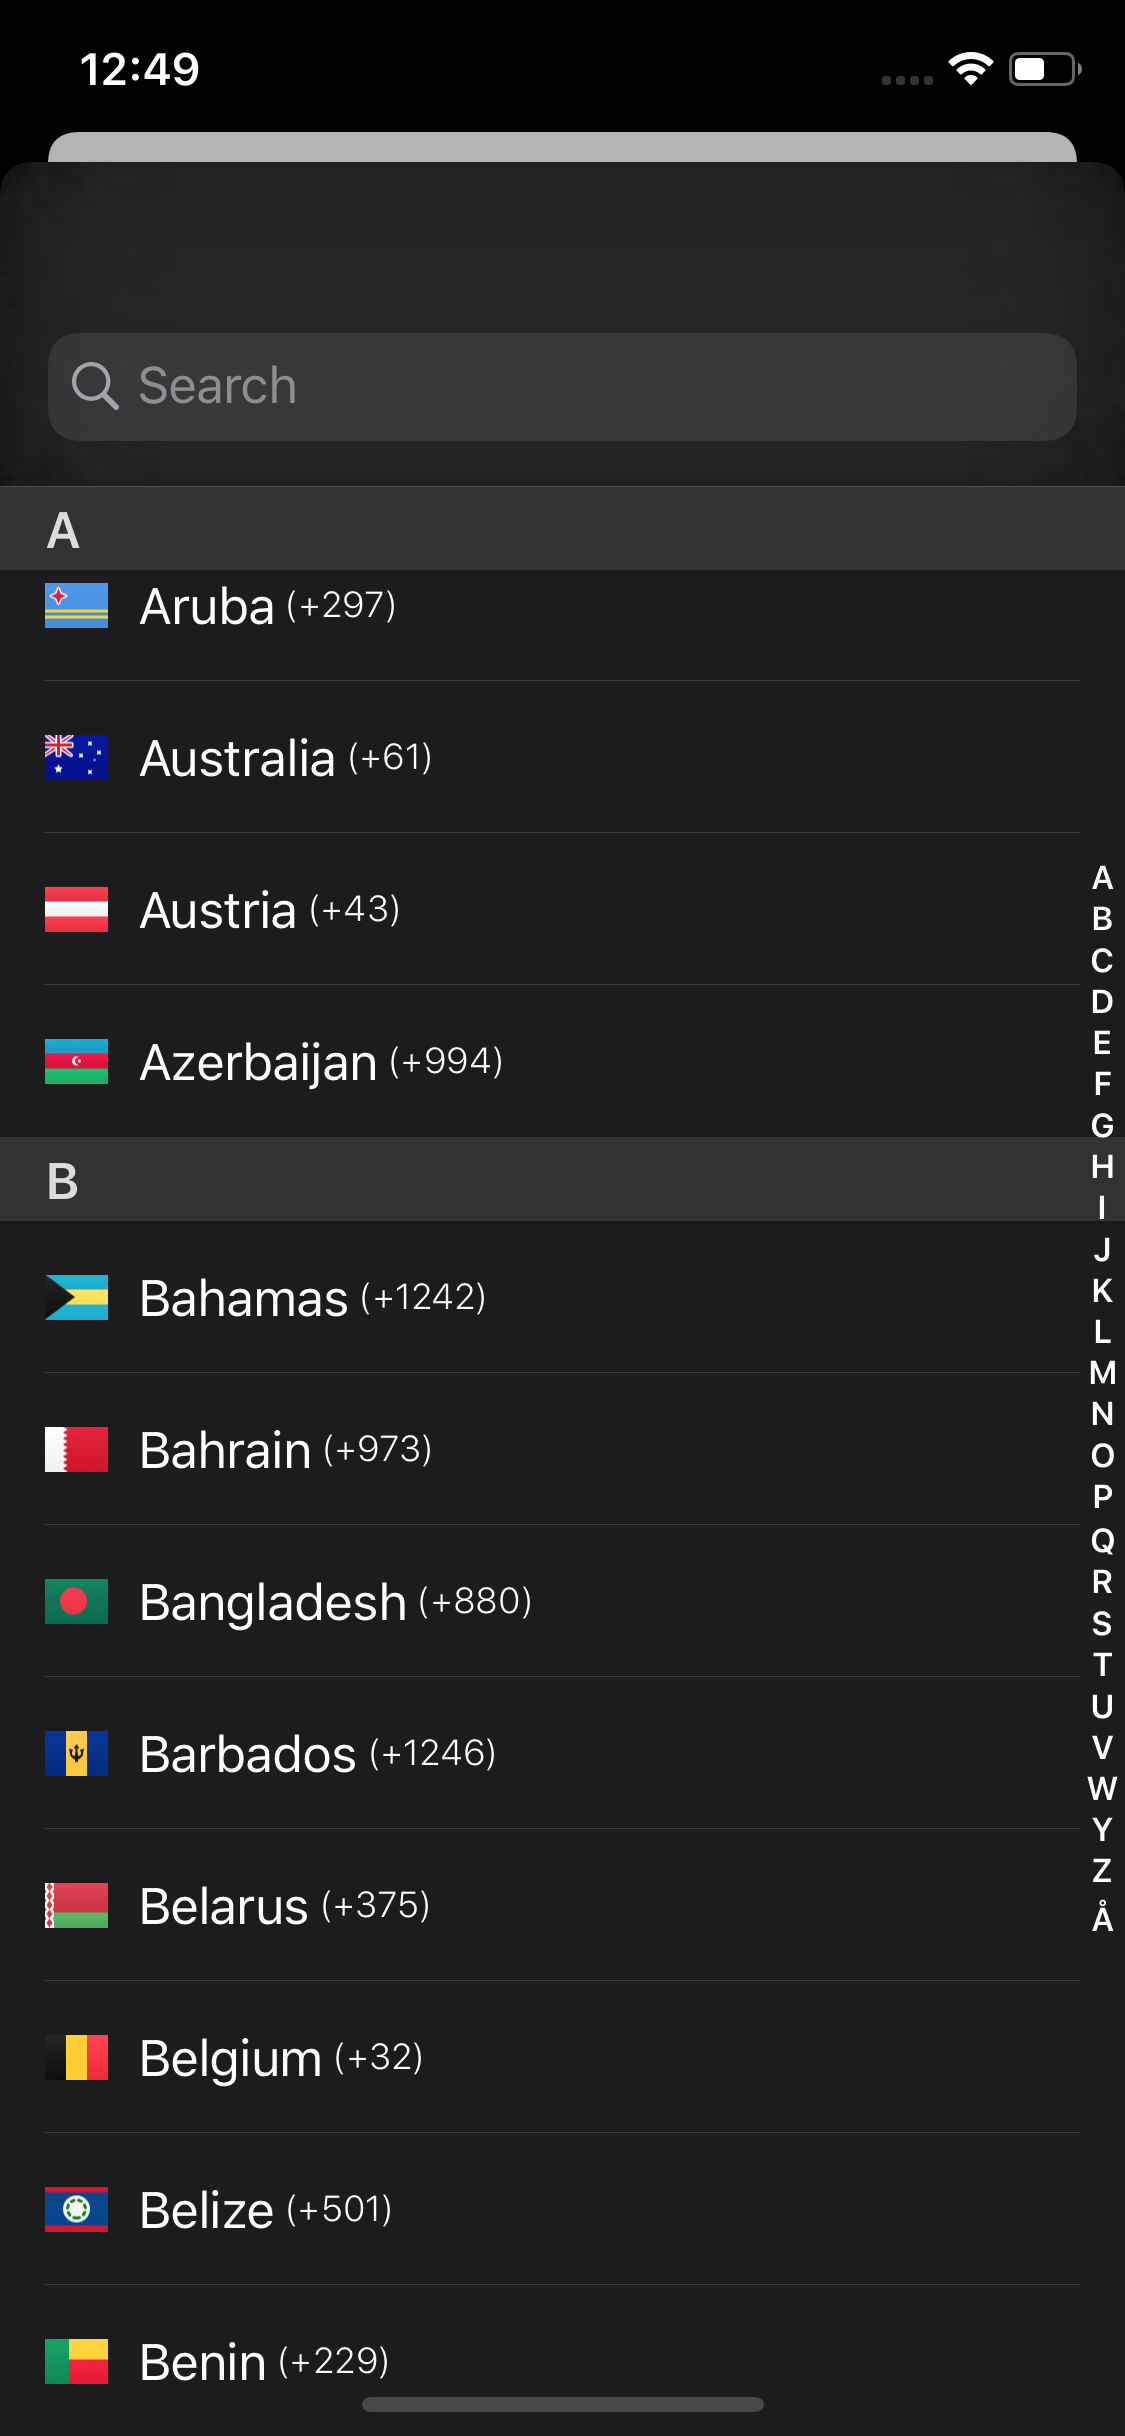 12:49
Search
A
Aruba (+297)
Australia (+61)
Austria (+43)
Azerbaijan (+994)
B
Bahamas (+1242)
Bahrain (+973)
Bangladesh (+880)
Barbados (+1246)
Belarus (+375)
Belgium (+32)
Belize (+501)
Benin (+229)
A
B
C
D
E
F
G
H
I
J
K
L
M
N
O
P
Q
R
S
T
U
V
W
Y
Z
Å